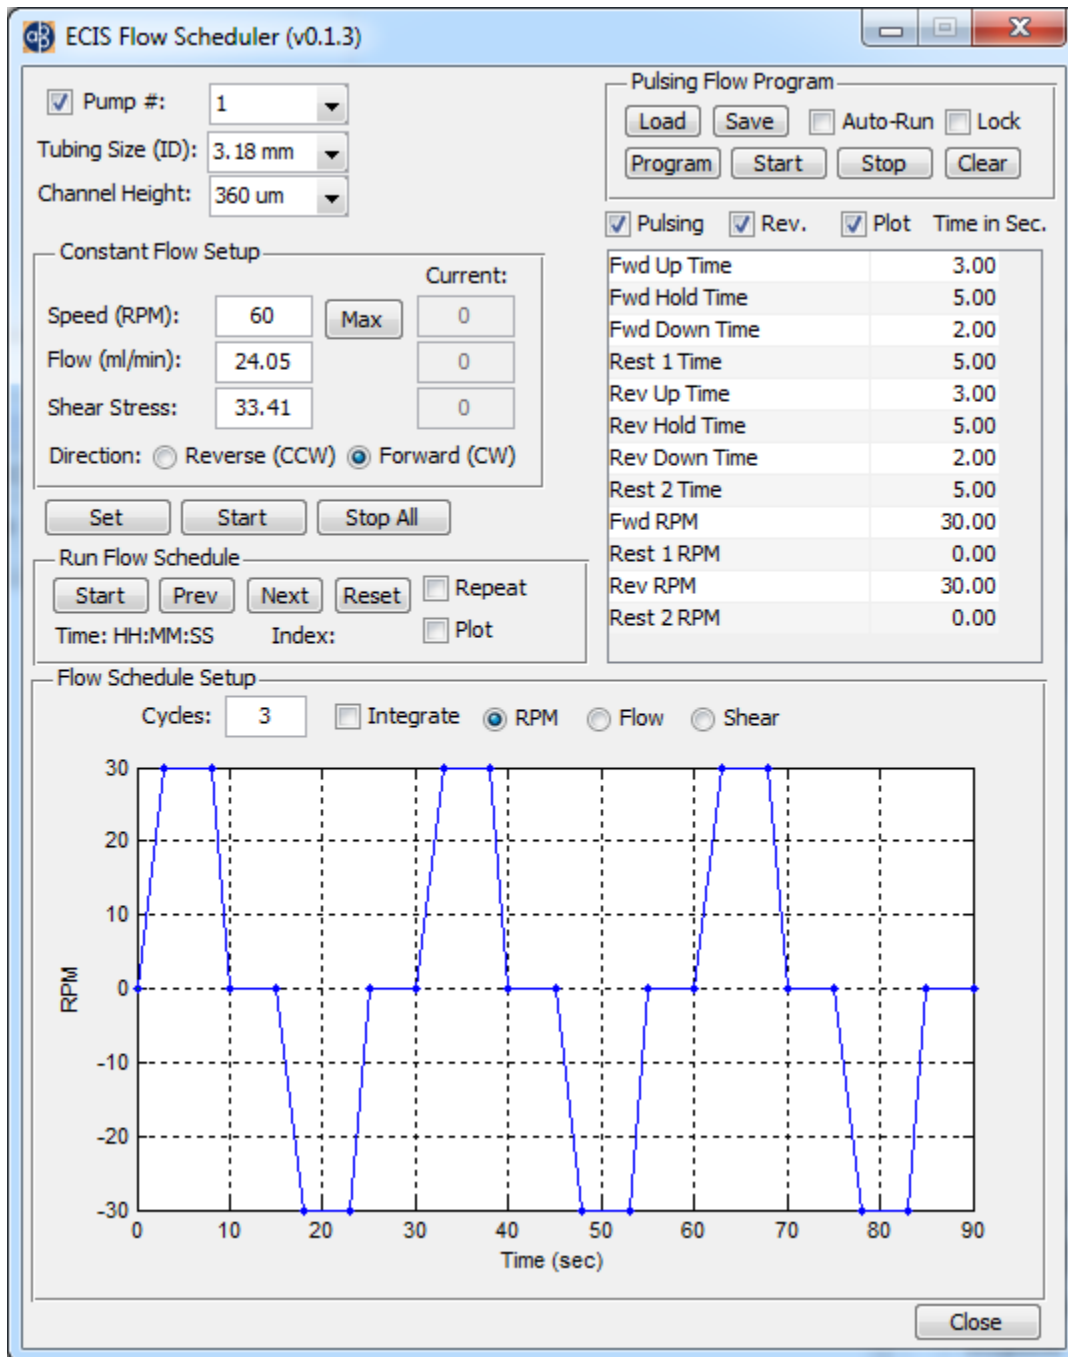 ECIS Flow Scheduler (v0.1.3)
Pump #: 1
Tubing Size (ID): 3.18 mm
Channel Height: 360 um
Pulsing Flow Program
Load Save Auto-Run Lock
Program Start Stop Clear
Pulsing Rev. Plot Time in Sec.
Fwd Up Time 3.00
Fwd Hold Time 5.00
Fwd Down Time 2.00
Rest 1 Time 5.00
Rev Up Time 3.00
Rev Hold Time 5.00
Rev Down Time 2.00
Rest 2 Time 5.00
Fwd RPM 30.00
Rest 1 RPM 0.00
Rev RPM 30.00
Rest 2 RPM 0.00
Constant Flow Setup
Current:
Speed (RPM): 60 Max 0
Flow (ml/min): 24.05 0
Shear Stress: 33.41 0
Direction: Reverse (CCW) Forward (CW)
Set Start Stop All
Run Flow Schedule
Start Prev Next Reset Repeat
Time: HH:MM:SS Index: Plot
Flow Schedule Setup
Cycles: 3 Integrate RPM Flow Shear
30
20
10
0
-10
-20
-30
RPM
0 10 20 30 40 50 60 70 80 90
Time (sec)
Close